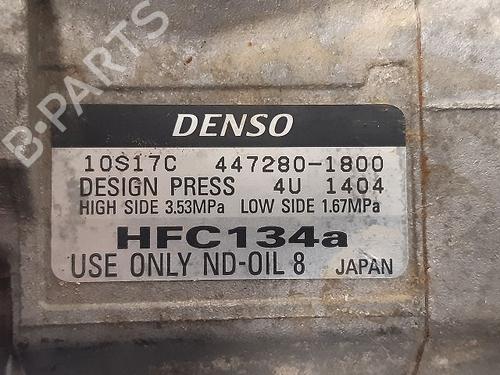 DENSO
10S17C 447280-1800
DESIGN PRESS 4U 1404
HIGH SIDE 3.53MPa LOW SIDE 1.67MPa
HFC134a
USE ONLY ND-OIL 8 JAPAN
B-PARTS